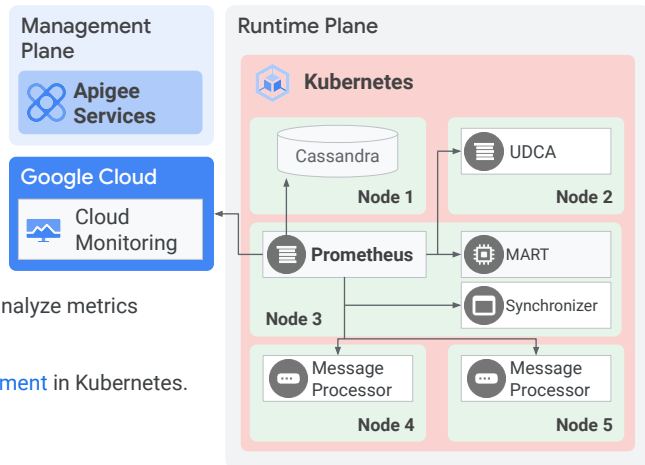 Management
Plane
Apigee
Services
Google Cloud
Cloud
Monitoring
nalyze metrics
ment in Kubernetes.
Runtime Plane
Kubernetes
Cassandra
Node 1
UDCA
Node 2
Prometheus
MART
Synchronizer
Node 3
Message
Processor
Node 4
Message
Processor
Node 5